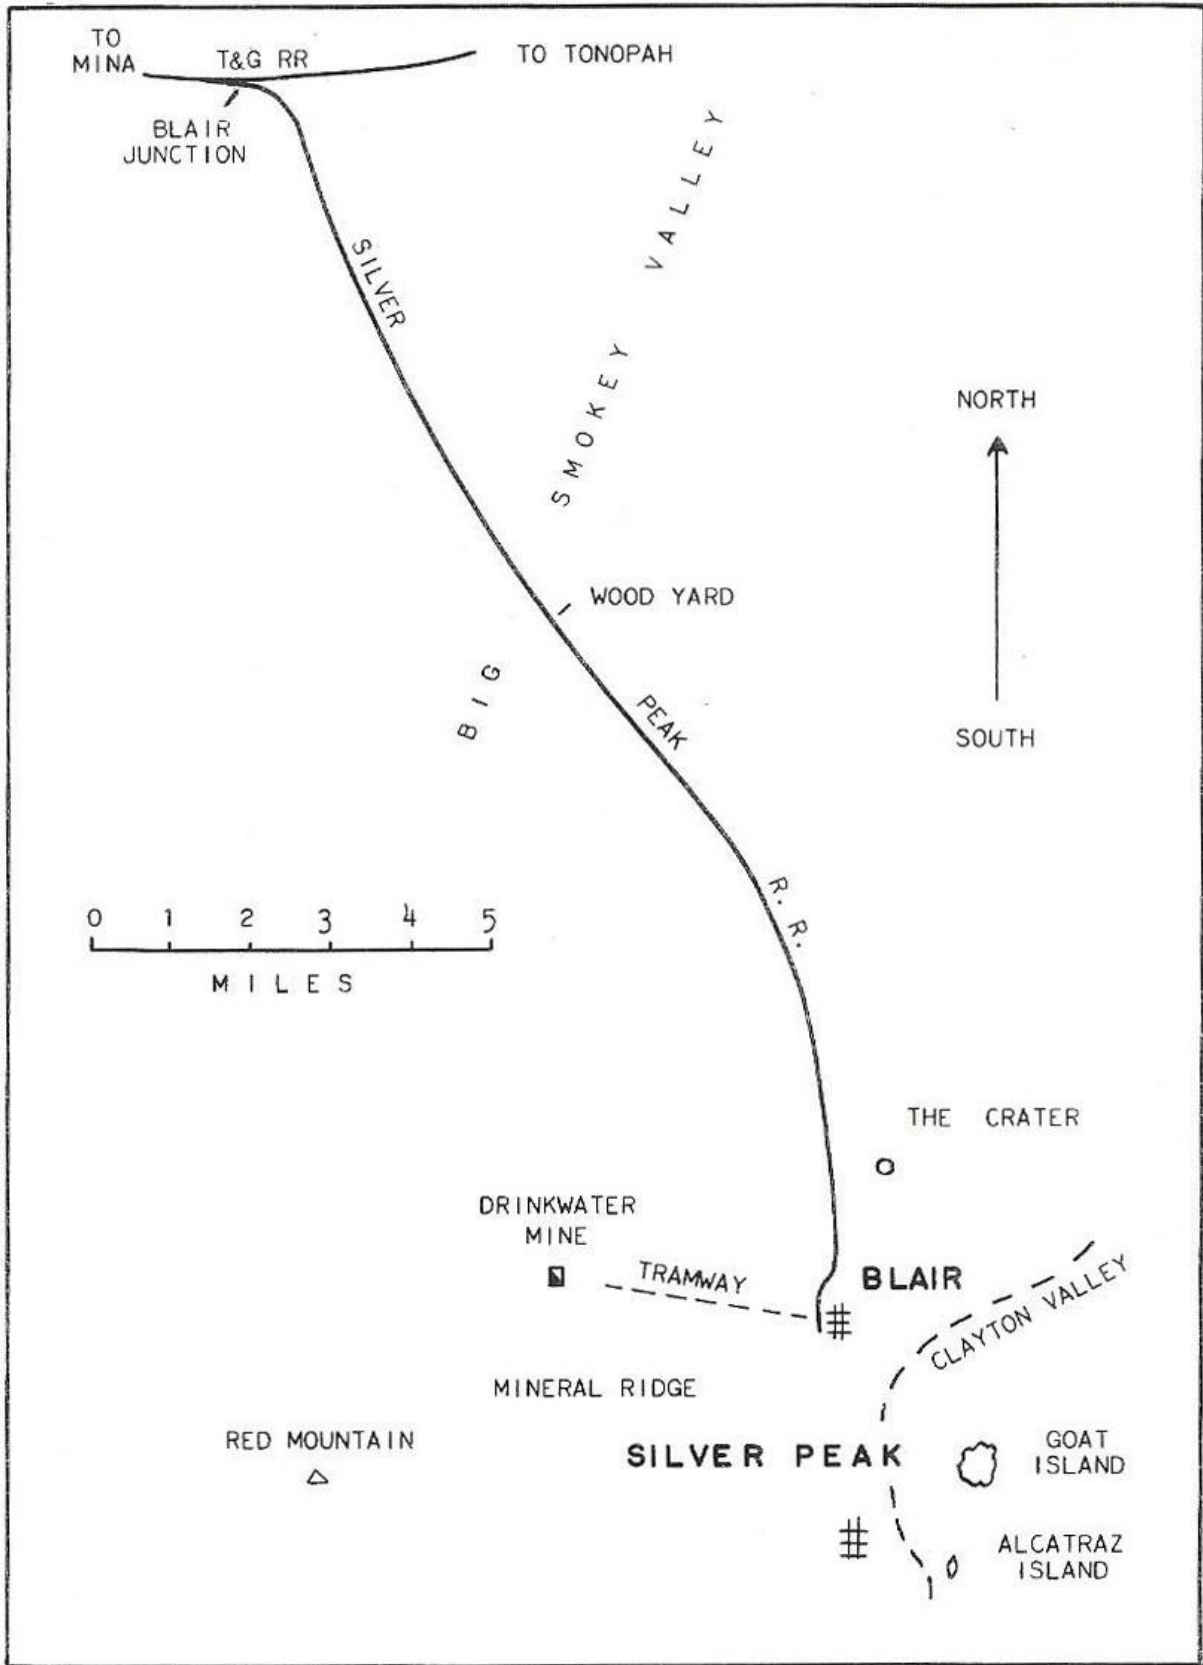 TO
MINA
T&G RR
TO TONOPAH
BLAIR
JUNCTION
SILVER
PEAK
R. R.
BIG SMOKEY VALLEY
NORTH
SOUTH
WOOD YARD
0 1 2 3 4 5
MILES
THE CRATER
DRINKWATER
MINE
TRAMWAY
BLAIR
CLAYTON VALLEY
MINERAL RIDGE
RED MOUNTAIN
SILVER PEAK
GOAT
ISLAND
ALCATRAZ
ISLAND